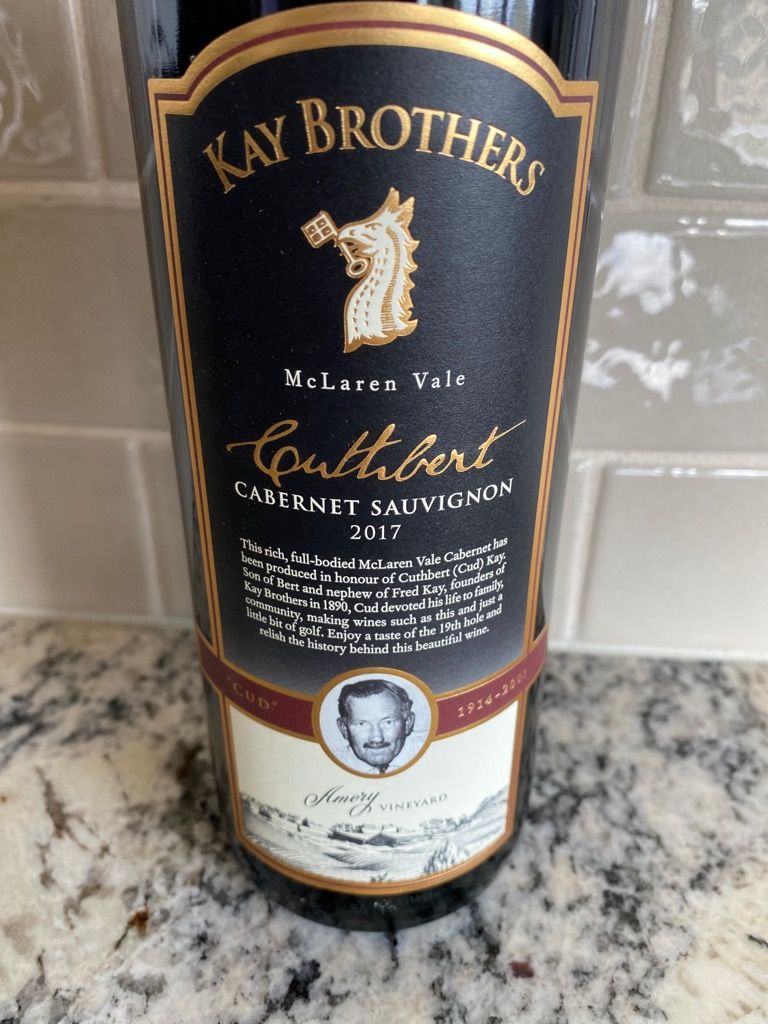 KAY BROTHERS
McLaren Vale
Cuthbert
CABERNET SAUVIGNON
2017
This rich, full-bodied McLaren Vale Cabernet has
been produced in honour of Cuthbert (Cud) Kay.
Son of Bert and nephew of Fred Kay, founders of
Kay Brothers in 1890, Cud devoted his life to family,
community, making wines such as this and just a
little bit of golf. Enjoy a taste of the 19th hole and
relish the history behind this beautiful wine.
"CUD"
Amery VINEYARD